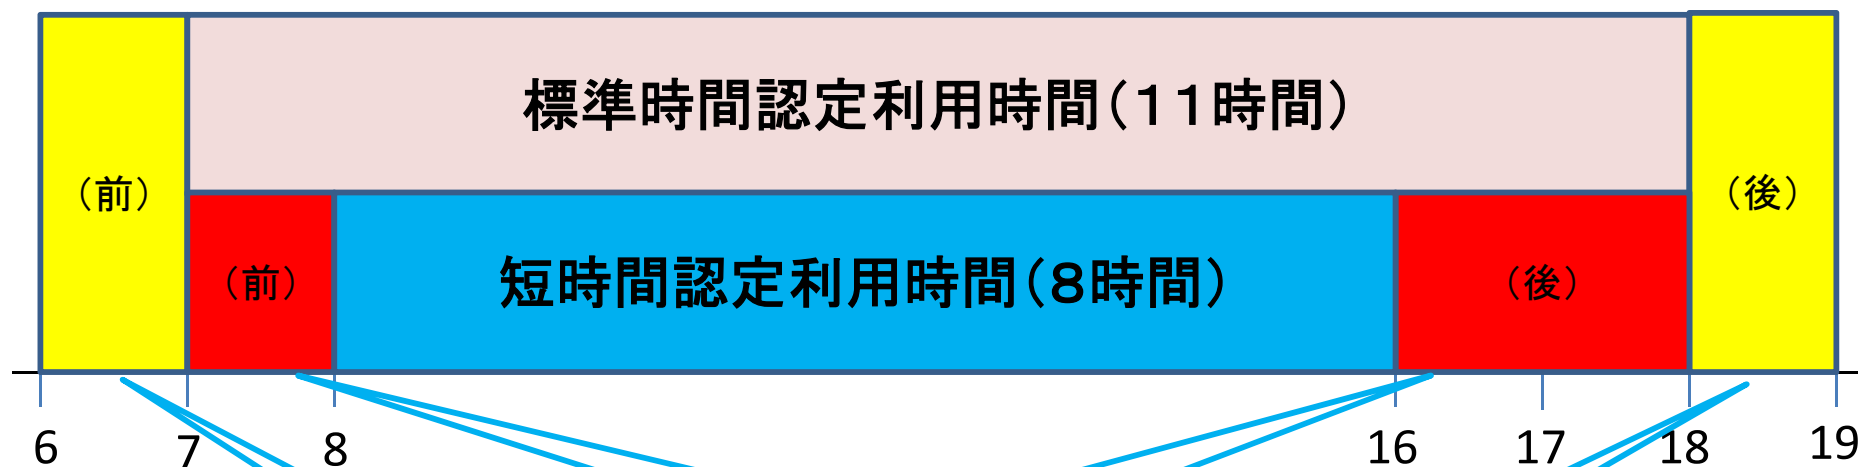 標準時間認定利用時間(11時間)
(前)
(後)
(前)
短時間認定利用時間(8時間)
(後)
6 7 8 16 17 18 19